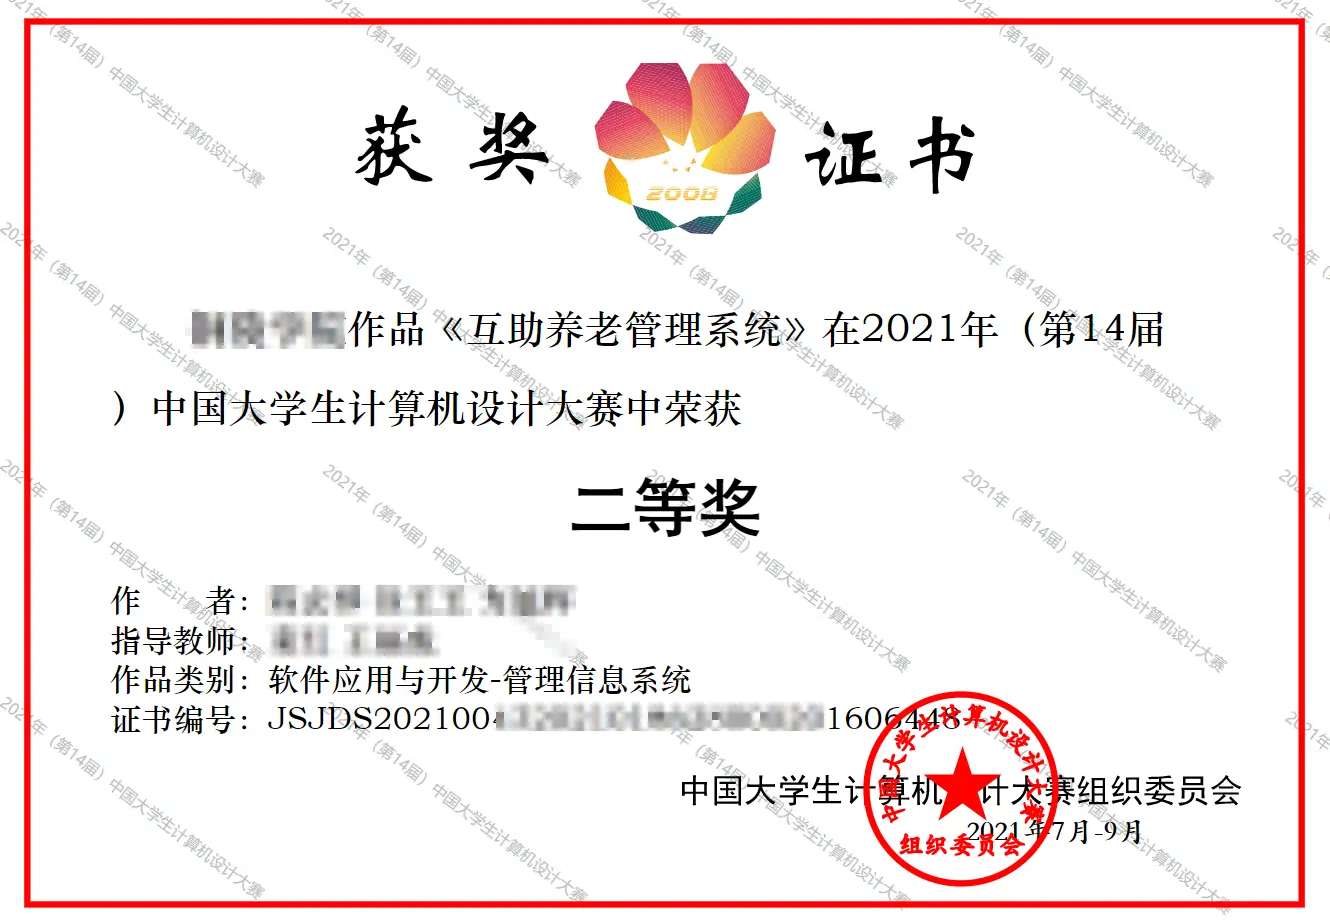 获奖 证书
2008
作品《互助养老管理系统》在2021年（第14届
）中国大学生计算机设计大赛中荣获
二等奖
作　　者：
指导教师：
作品类别：软件应用与开发-管理信息系统
证书编号：JSJDS2021004 1606448
中国大学生计算机设计大赛组织委员会
2021年7月-9月
中国大学生计算机设计大赛
组织委员会
2021年（第14届）中国大学生计算机设计大赛